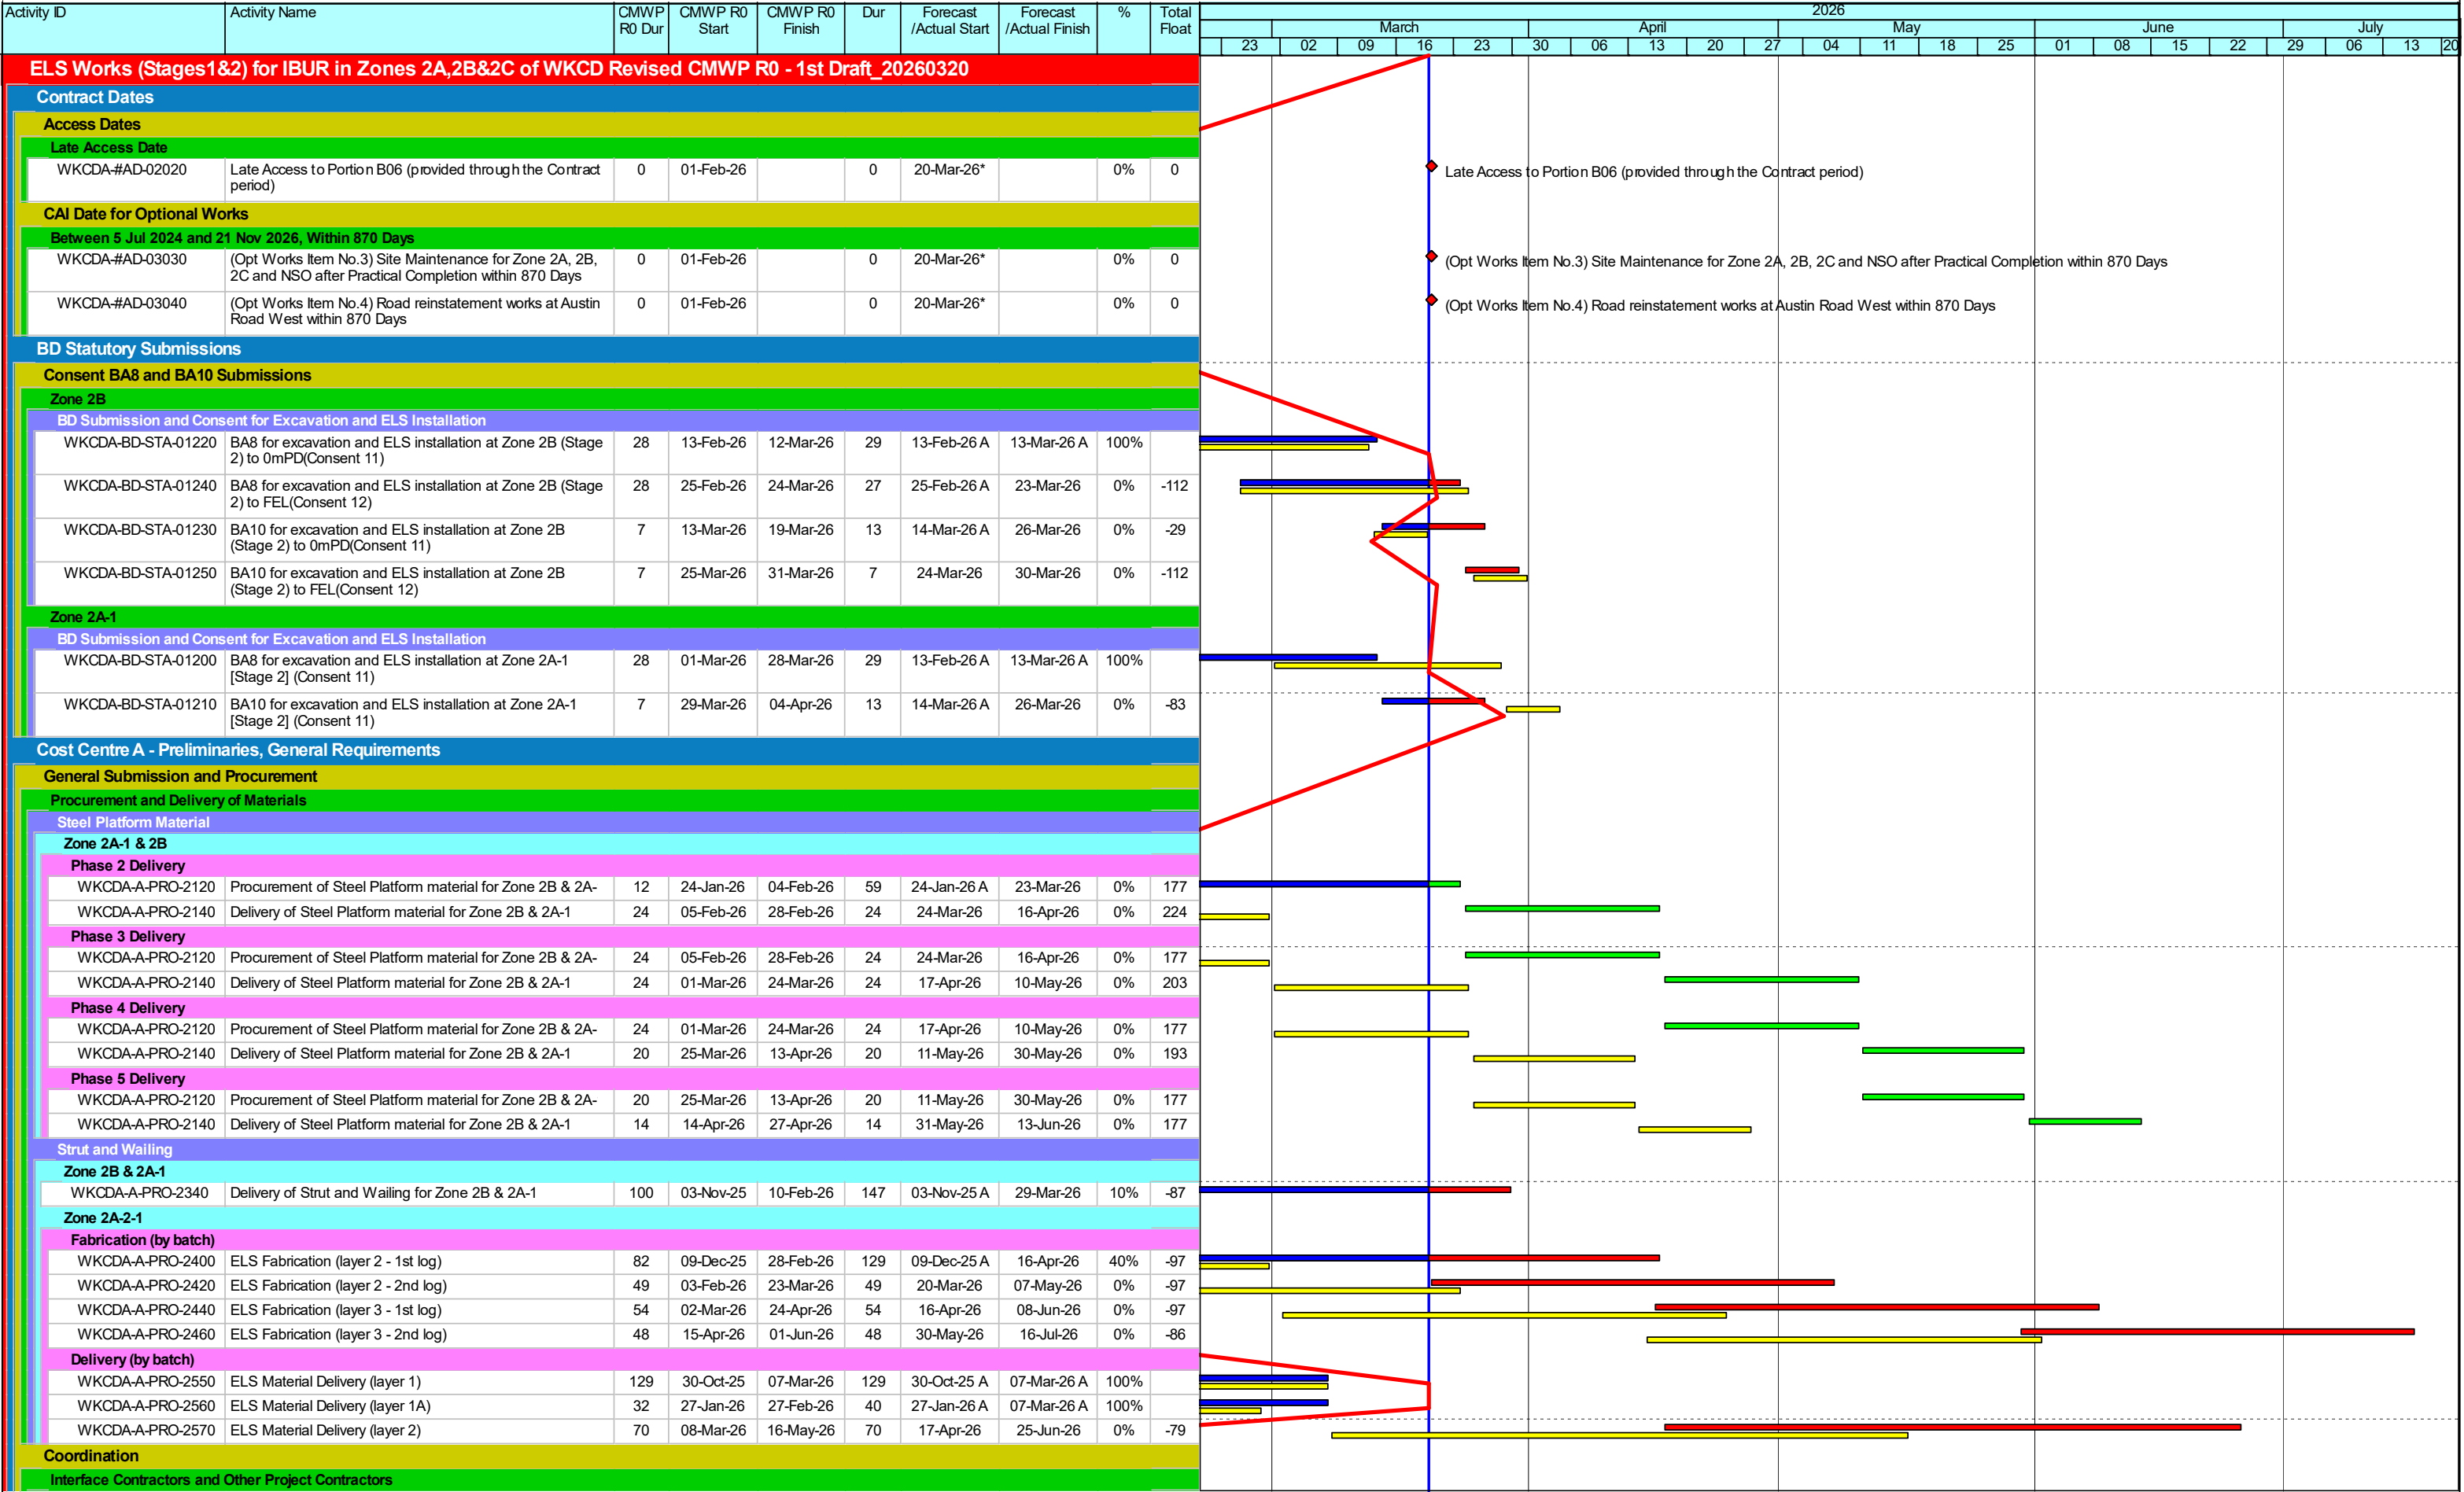 Activity ID Activity Name CMWP R0 Dur CMWP R0 Start CMWP R0 Finish Dur Forecast /Actual Start Forecast /Actual Finish % Total Float
2026
March April May June July
23 02 09 16 23 30 06 13 20 27 04 11 18 25 01 08 15 22 29 06 13 20
ELS Works (Stages1&2) for IBUR in Zones 2A,2B&2C of WKCD Revised CMWP R0 - 1st Draft_20260320
Contract Dates
Access Dates
Late Access Date
WKCDA-#AD-02020 Late Access to Portion B06 (provided through the Contract 0 01-Feb-26 0 20-Mar-26* 0% 0
period)
Late Access to Portion B06 (provided through the Contract period)
CAI Date for Optional Works
Between 5 Jul 2024 and 21 Nov 2026, Within 870 Days
WKCDA-#AD-03030 (Opt Works Item No.3) Site Maintenance for Zone 2A, 2B, 0 01-Feb-26 0 20-Mar-26* 0% 0
2C and NSO after Practical Completion within 870 Days
(Opt Works Item No.3) Site Maintenance for Zone 2A, 2B, 2C and NSO after Practical Completion within 870 Days
WKCDA-#AD-03040 (Opt Works Item No.4) Road reinstatement works at Austin 0 01-Feb-26 0 20-Mar-26* 0% 0
Road West within 870 Days
(Opt Works Item No.4) Road reinstatement works at Austin Road West within 870 Days
BD Statutory Submissions
Consent BA8 and BA10 Submissions
Zone 2B
BD Submission and Consent for Excavation and ELS Installation
WKCDA-BD-STA-01220 BA8 for excavation and ELS installation at Zone 2B (Stage 28 13-Feb-26 12-Mar-26 29 13-Feb-26 A 13-Mar-26 A 100%
2) to 0mPD(Consent 11)
WKCDA-BD-STA-01240 BA8 for excavation and ELS installation at Zone 2B (Stage 28 25-Feb-26 24-Mar-26 27 25-Feb-26 A 23-Mar-26 0% -112
2) to FEL(Consent 12)
WKCDA-BD-STA-01230 BA10 for excavation and ELS installation at Zone 2B 7 13-Mar-26 19-Mar-26 13 14-Mar-26 A 26-Mar-26 0% -29
(Stage 2) to 0mPD(Consent 11)
WKCDA-BD-STA-01250 BA10 for excavation and ELS installation at Zone 2B 7 25-Mar-26 31-Mar-26 7 24-Mar-26 30-Mar-26 0% -112
(Stage 2) to FEL(Consent 12)
Zone 2A-1
BD Submission and Consent for Excavation and ELS Installation
WKCDA-BD-STA-01200 BA8 for excavation and ELS installation at Zone 2A-1 28 01-Mar-26 28-Mar-26 29 13-Feb-26 A 13-Mar-26 A 100%
[Stage 2] (Consent 11)
WKCDA-BD-STA-01210 BA10 for excavation and ELS installation at Zone 2A-1 7 29-Mar-26 04-Apr-26 13 14-Mar-26 A 26-Mar-26 0% -83
[Stage 2] (Consent 11)
Cost Centre A - Preliminaries, General Requirements
General Submission and Procurement
Procurement and Delivery of Materials
Steel Platform Material
Zone 2A-1 & 2B
Phase 2 Delivery
WKCDA-A-PRO-2120 Procurement of Steel Platform material for Zone 2B & 2A- 12 24-Jan-26 04-Feb-26 59 24-Jan-26 A 23-Mar-26 0% 177
WKCDA-A-PRO-2140 Delivery of Steel Platform material for Zone 2B & 2A-1 24 05-Feb-26 28-Feb-26 24 24-Mar-26 16-Apr-26 0% 224
Phase 3 Delivery
WKCDA-A-PRO-2120 Procurement of Steel Platform material for Zone 2B & 2A- 24 05-Feb-26 28-Feb-26 24 24-Mar-26 16-Apr-26 0% 177
WKCDA-A-PRO-2140 Delivery of Steel Platform material for Zone 2B & 2A-1 24 01-Mar-26 24-Mar-26 24 17-Apr-26 10-May-26 0% 203
Phase 4 Delivery
WKCDA-A-PRO-2120 Procurement of Steel Platform material for Zone 2B & 2A- 24 01-Mar-26 24-Mar-26 24 17-Apr-26 10-May-26 0% 177
WKCDA-A-PRO-2140 Delivery of Steel Platform material for Zone 2B & 2A-1 20 25-Mar-26 13-Apr-26 20 11-May-26 30-May-26 0% 193
Phase 5 Delivery
WKCDA-A-PRO-2120 Procurement of Steel Platform material for Zone 2B & 2A- 20 25-Mar-26 13-Apr-26 20 11-May-26 30-May-26 0% 177
WKCDA-A-PRO-2140 Delivery of Steel Platform material for Zone 2B & 2A-1 14 14-Apr-26 27-Apr-26 14 31-May-26 13-Jun-26 0% 177
Strut and Wailing
Zone 2B & 2A-1
WKCDA-A-PRO-2340 Delivery of Strut and Wailing for Zone 2B & 2A-1 100 03-Nov-25 10-Feb-26 147 03-Nov-25 A 29-Mar-26 10% -87
Zone 2A-2-1
Fabrication (by batch)
WKCDA-A-PRO-2400 ELS Fabrication (layer 2 - 1st log) 82 09-Dec-25 28-Feb-26 129 09-Dec-25 A 16-Apr-26 40% -97
WKCDA-A-PRO-2420 ELS Fabrication (layer 2 - 2nd log) 49 03-Feb-26 23-Mar-26 49 20-Mar-26 07-May-26 0% -97
WKCDA-A-PRO-2440 ELS Fabrication (layer 3 - 1st log) 54 02-Mar-26 24-Apr-26 54 16-Apr-26 08-Jun-26 0% -97
WKCDA-A-PRO-2460 ELS Fabrication (layer 3 - 2nd log) 48 15-Apr-26 01-Jun-26 48 30-May-26 16-Jul-26 0% -86
Delivery (by batch)
WKCDA-A-PRO-2550 ELS Material Delivery (layer 1) 129 30-Oct-25 07-Mar-26 129 30-Oct-25 A 07-Mar-26 A 100%
WKCDA-A-PRO-2560 ELS Material Delivery (layer 1A) 32 27-Jan-26 27-Feb-26 40 27-Jan-26 A 07-Mar-26 A 100%
WKCDA-A-PRO-2570 ELS Material Delivery (layer 2) 70 08-Mar-26 16-May-26 70 17-Apr-26 25-Jun-26 0% -79
Coordination
Interface Contractors and Other Project Contractors